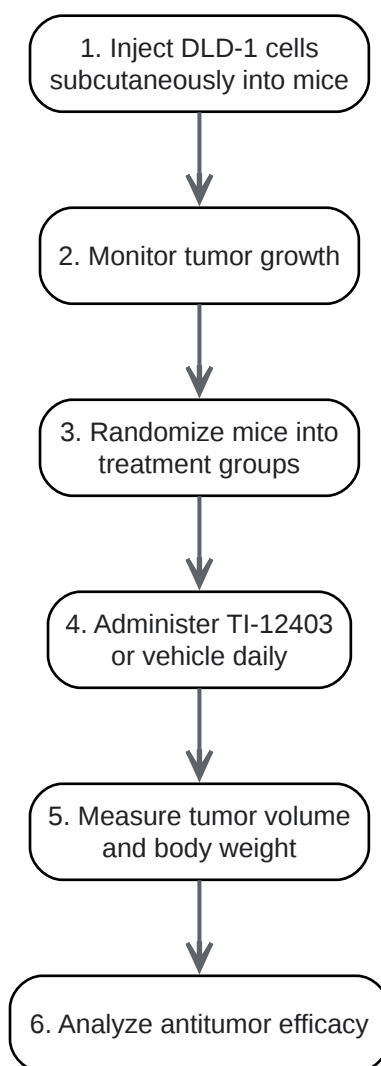 1. Inject DLD-1 cells
subcutaneously into mice
2. Monitor tumor growth
3. Randomize mice into
treatment groups
4. Administer TI-12403
or vehicle daily
5. Measure tumor volume
and body weight
6. Analyze antitumor efficacy